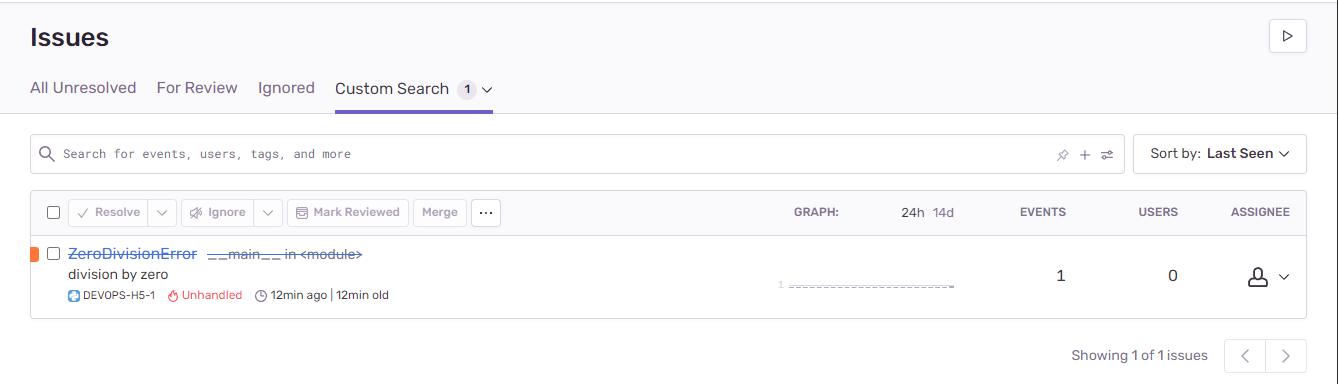 Issues
All Unresolved For Review Ignored Custom Search 1
Search for events, users, tags, and more
Sort by: Last Seen
Resolve Ignore Mark Reviewed Merge ... GRAPH: 24h 14d EVENTS USERS ASSIGNEE
ZeroDivisionError __main__ in <module>
division by zero
1 1 0
DEVOPS-H5-1 Unhandled 12min ago | 12min old
Showing 1 of 1 issues